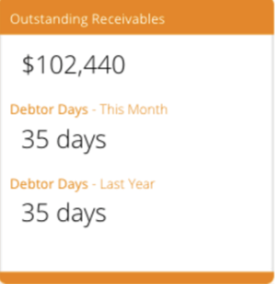 Outstanding Receivables
$102,440
Debtor Days - This Month
35 days
Debtor Days - Last Year
35 days